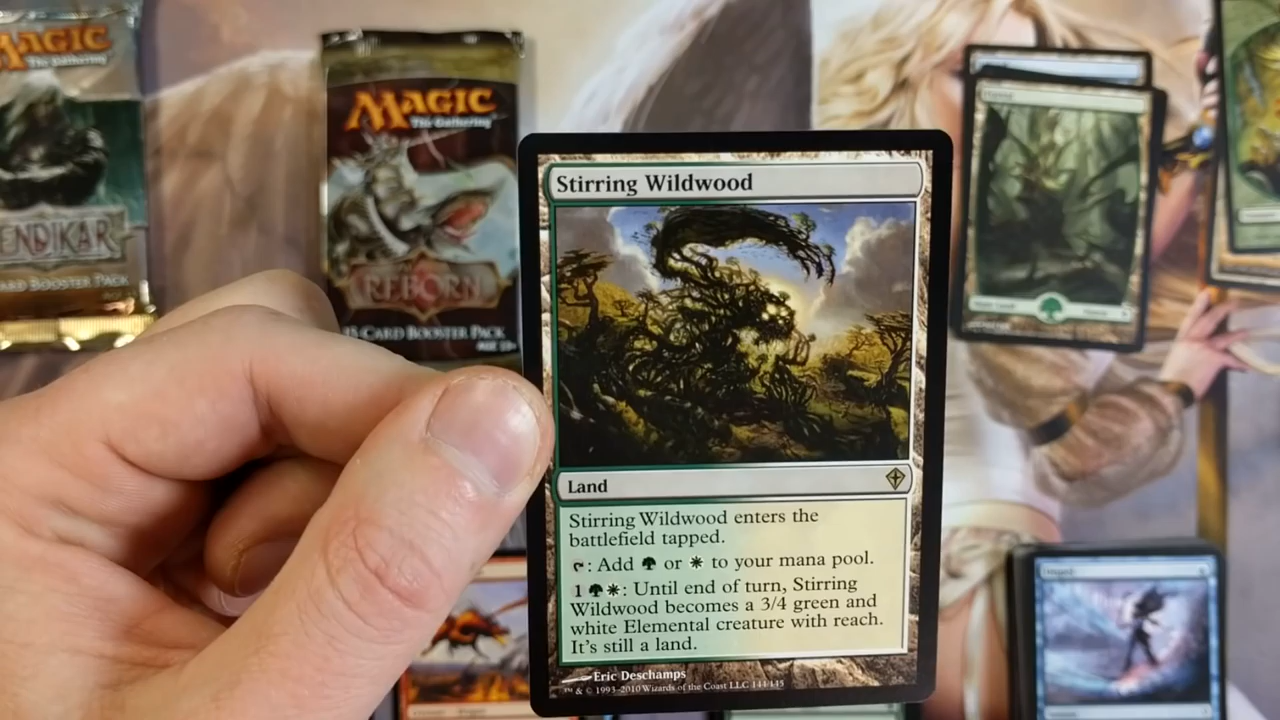 MAGIC
The Gathering
ENDIKAR
ARD BOOSTER PACK
MAGIC
The Gathering
REBORN
15 CARD BOOSTER PACK
Stirring Wildwood
Land
Stirring Wildwood enters the
battlefield tapped.
: Add or to your mana pool.
1 : Until end of turn, Stirring
Wildwood becomes a 3/4 green and
white Elemental creature with reach.
It's still a land.
Eric Deschamps
™ & © 1993–2010 Wizards of the Coast LLC 144/145